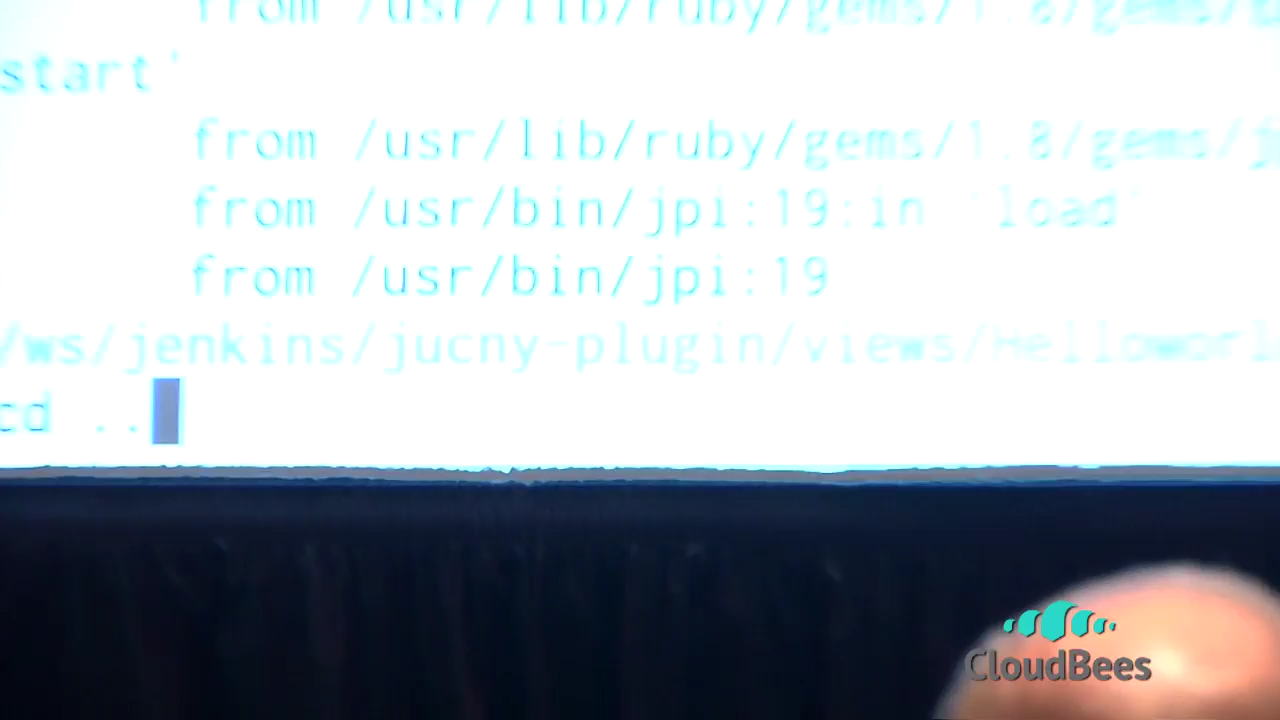 from /usr/lib/ruby/gems/1.8/gems/
start'
from /usr/lib/ruby/gems/1.8/gems/j
from /usr/bin/jpi:19:in `load'
from /usr/bin/jpi:19
/ws/jenkins/jucny-plugin/views/Helloworl
cd ..
CloudBees